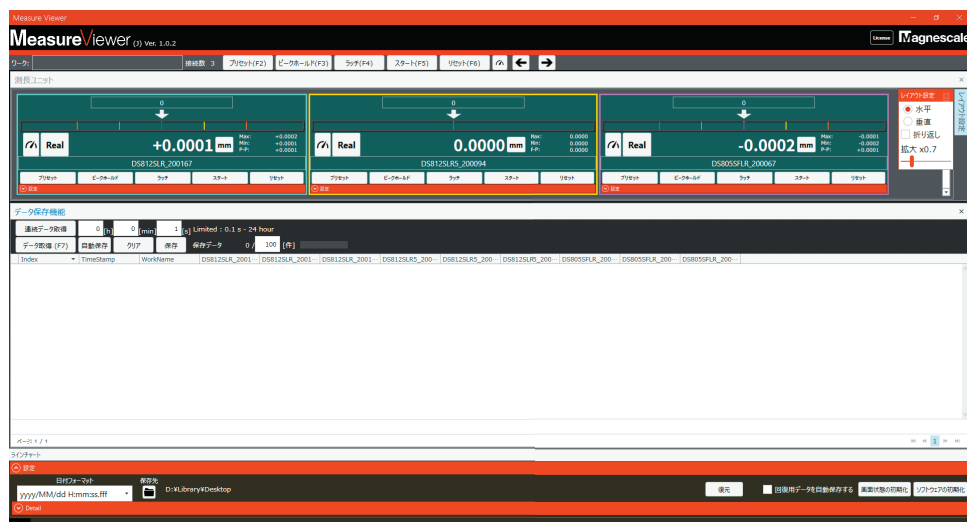 Measure Viewer
MeasureViewer (J) Ver. 1.0.2
License Magnescale
ワーク: 接続数 3 プリセット(F2) ピークホールド(F3) ラッチ(F4) スタート(F5) リセット(F6)
測長ユニット
レイアウト設定
水平
垂直
折り返し
拡大 x0.7
レイアウト設定
0
Real +0.0001 mm
Max: +0.0002
Min: +0.0001
P-P: +0.0001
DS812SLR_200167
プリセット ピークホールド ラッチ スタート リセット
設定
0
Real 0.0000 mm
Max: 0.0000
Min: 0.0000
P-P: 0.0000
DS812SLR5_200094
プリセット ピークホールド ラッチ スタート リセット
設定
0
Real -0.0002 mm
Max: -0.0001
Min: -0.0002
P-P: +0.0001
DS805SFLR_200067
プリセット ピークホールド ラッチ スタート リセット
設定
データ保存機能
連続データ取得 0 [h] 0 [min] 1 [s] Limited : 0.1 s - 24 hour
データ取得 (F7) 自動保存 クリア 保存 保存データ 0 / 100 [件]
Index TimeStamp WorkName DS812SLR_2001··· DS812SLR_2001··· DS812SLR_2001··· DS812SLR5_200··· DS812SLR5_200··· DS812SLR5_200··· DS805SFLR_200··· DS805SFLR_200··· DS805SFLR_200···
ページ: 1 / 1
1
ラインチャート
設定
日付フォーマット 保存先
yyyy/MM/dd H:mm:ss.fff D:¥Library¥Desktop 復元 回復用データを自動保存する 画面状態の初期化 ソフトウェアの初期化
Detail